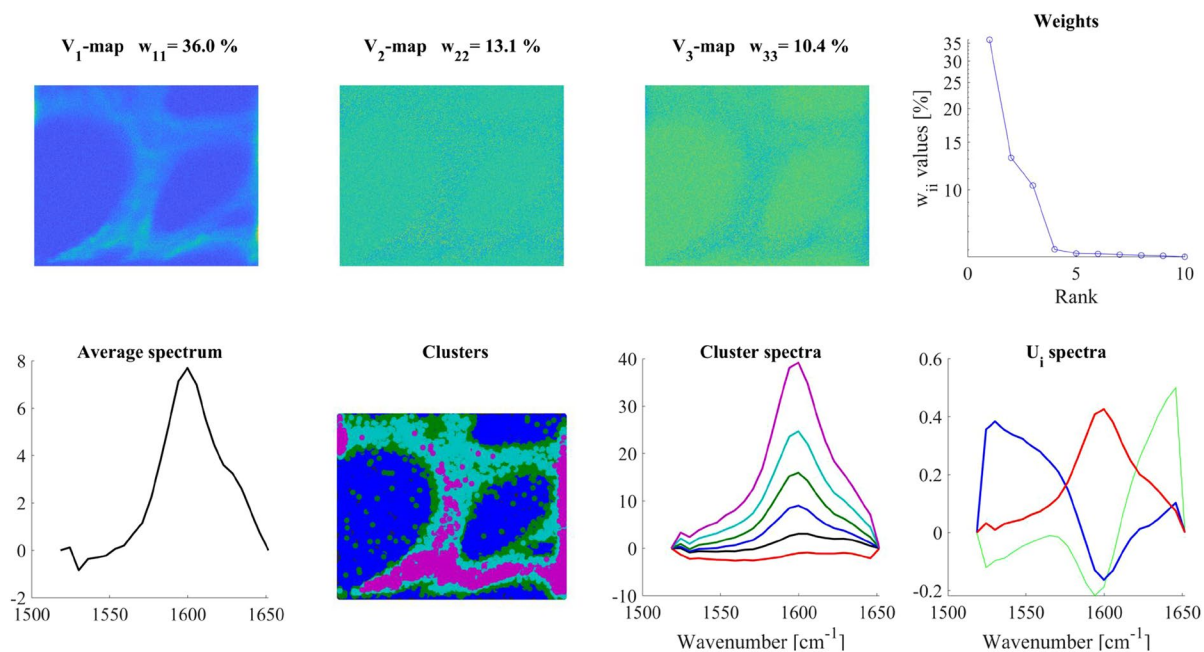 V1-map w11= 36.0 %
V2-map w22= 13.1 %
V3-map w33= 10.4 %
Weights
wii values [%]
35
30
25
20
15
10
0 5 10
Rank
Average spectrum
8
6
4
2
0
-2
1500 1550 1600 1650
Clusters
Cluster spectra
40
30
20
10
0
-10
1500 1550 1600 1650
Wavenumber [cm-1]
Ui spectra
0.6
0.4
0.2
0
-0.2
1500 1550 1600 1650
Wavenumber [cm-1]